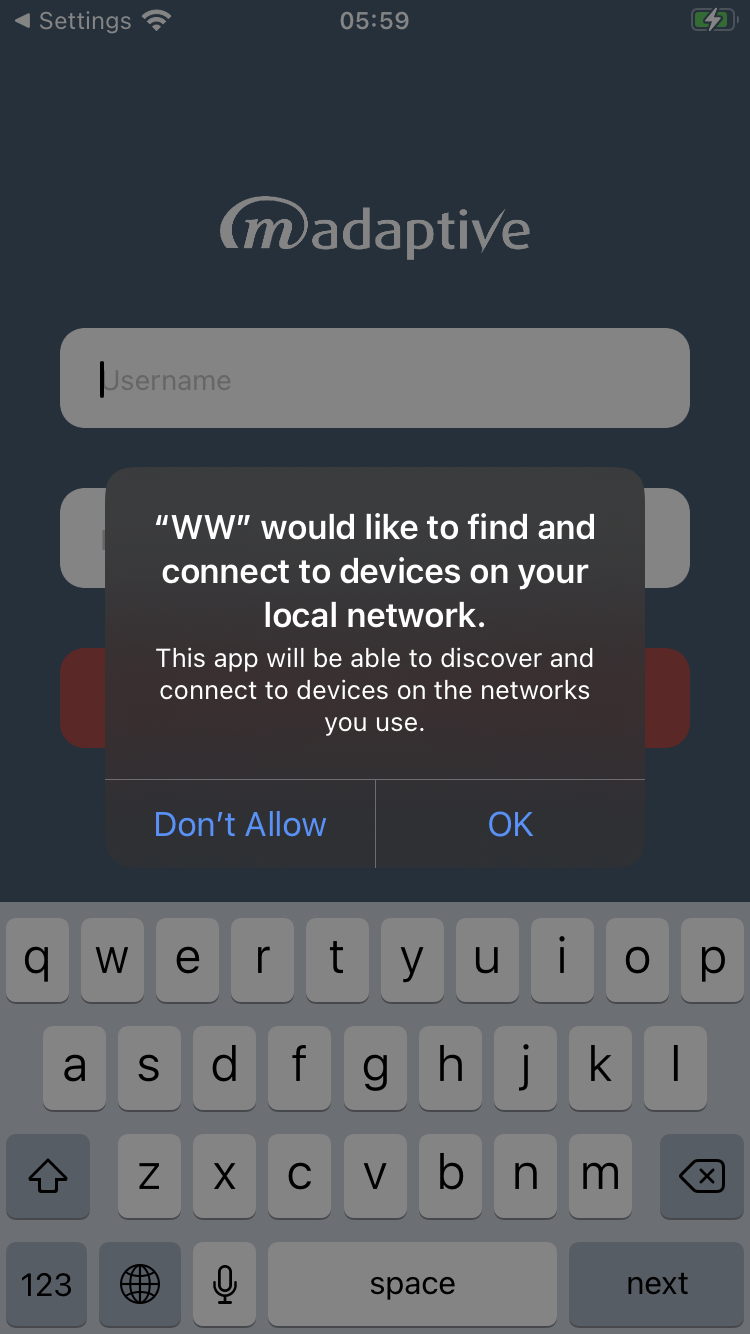 Settings 05:59
m adaptive
Username
“WW” would like to find and
connect to devices on your
local network.
This app will be able to discover and
connect to devices on the networks
you use.
Don’t Allow OK
q w e r t y u i o p
a s d f g h j k l
z x c v b n m
123 space next